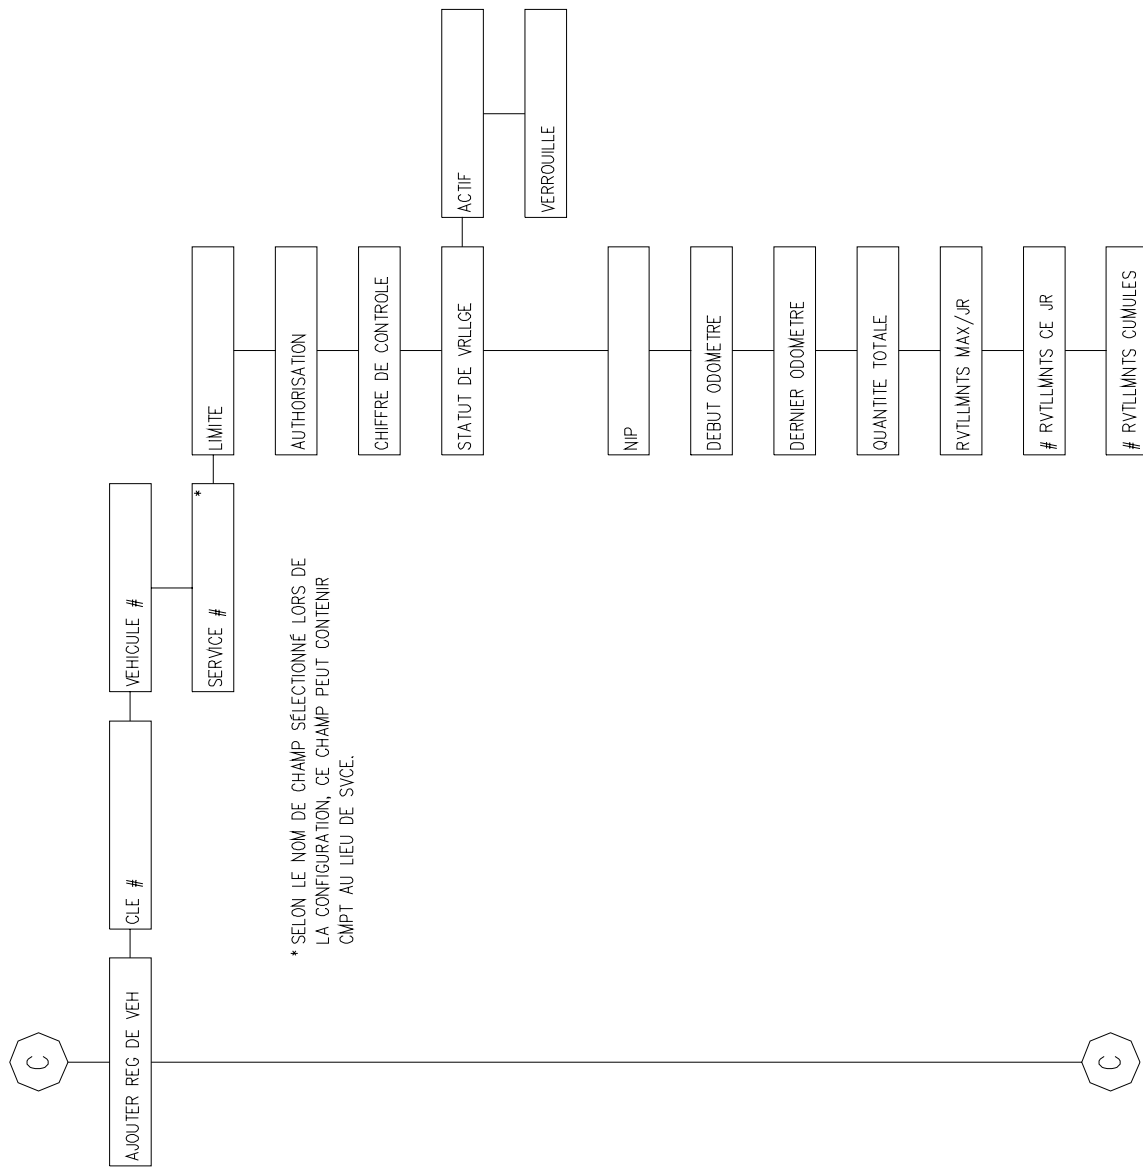 C
AJOUTER REG DE VEH
CLE #
VEHICULE #
SERVICE #
*
LIMITE
AUTHORISATION
CHIFFRE DE CONTROLE
STATUT DE VRLLGE
ACTIF
VERROUILLE
NIP
DEBUT ODOMETRE
DERNIER ODOMETRE
QUANTITE TOTALE
RVTLLMNTS MAX/JR
# RVTLLMNTS CE JR
# RVTLLMNTS CUMULES
* SELON LE NOM DE CHAMP SÉLECTIONNÉ LORS DE
LA CONFIGURATION, CE CHAMP PEUT CONTENIR
CMPT AU LIEU DE SVCE.
C